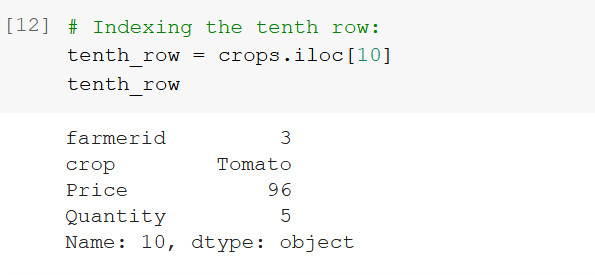 [12] # Indexing the tenth row:
tenth_row = crops.iloc[10]
tenth_row
farmerid 3
crop Tomato
Price 96
Quantity 5
Name: 10, dtype: object